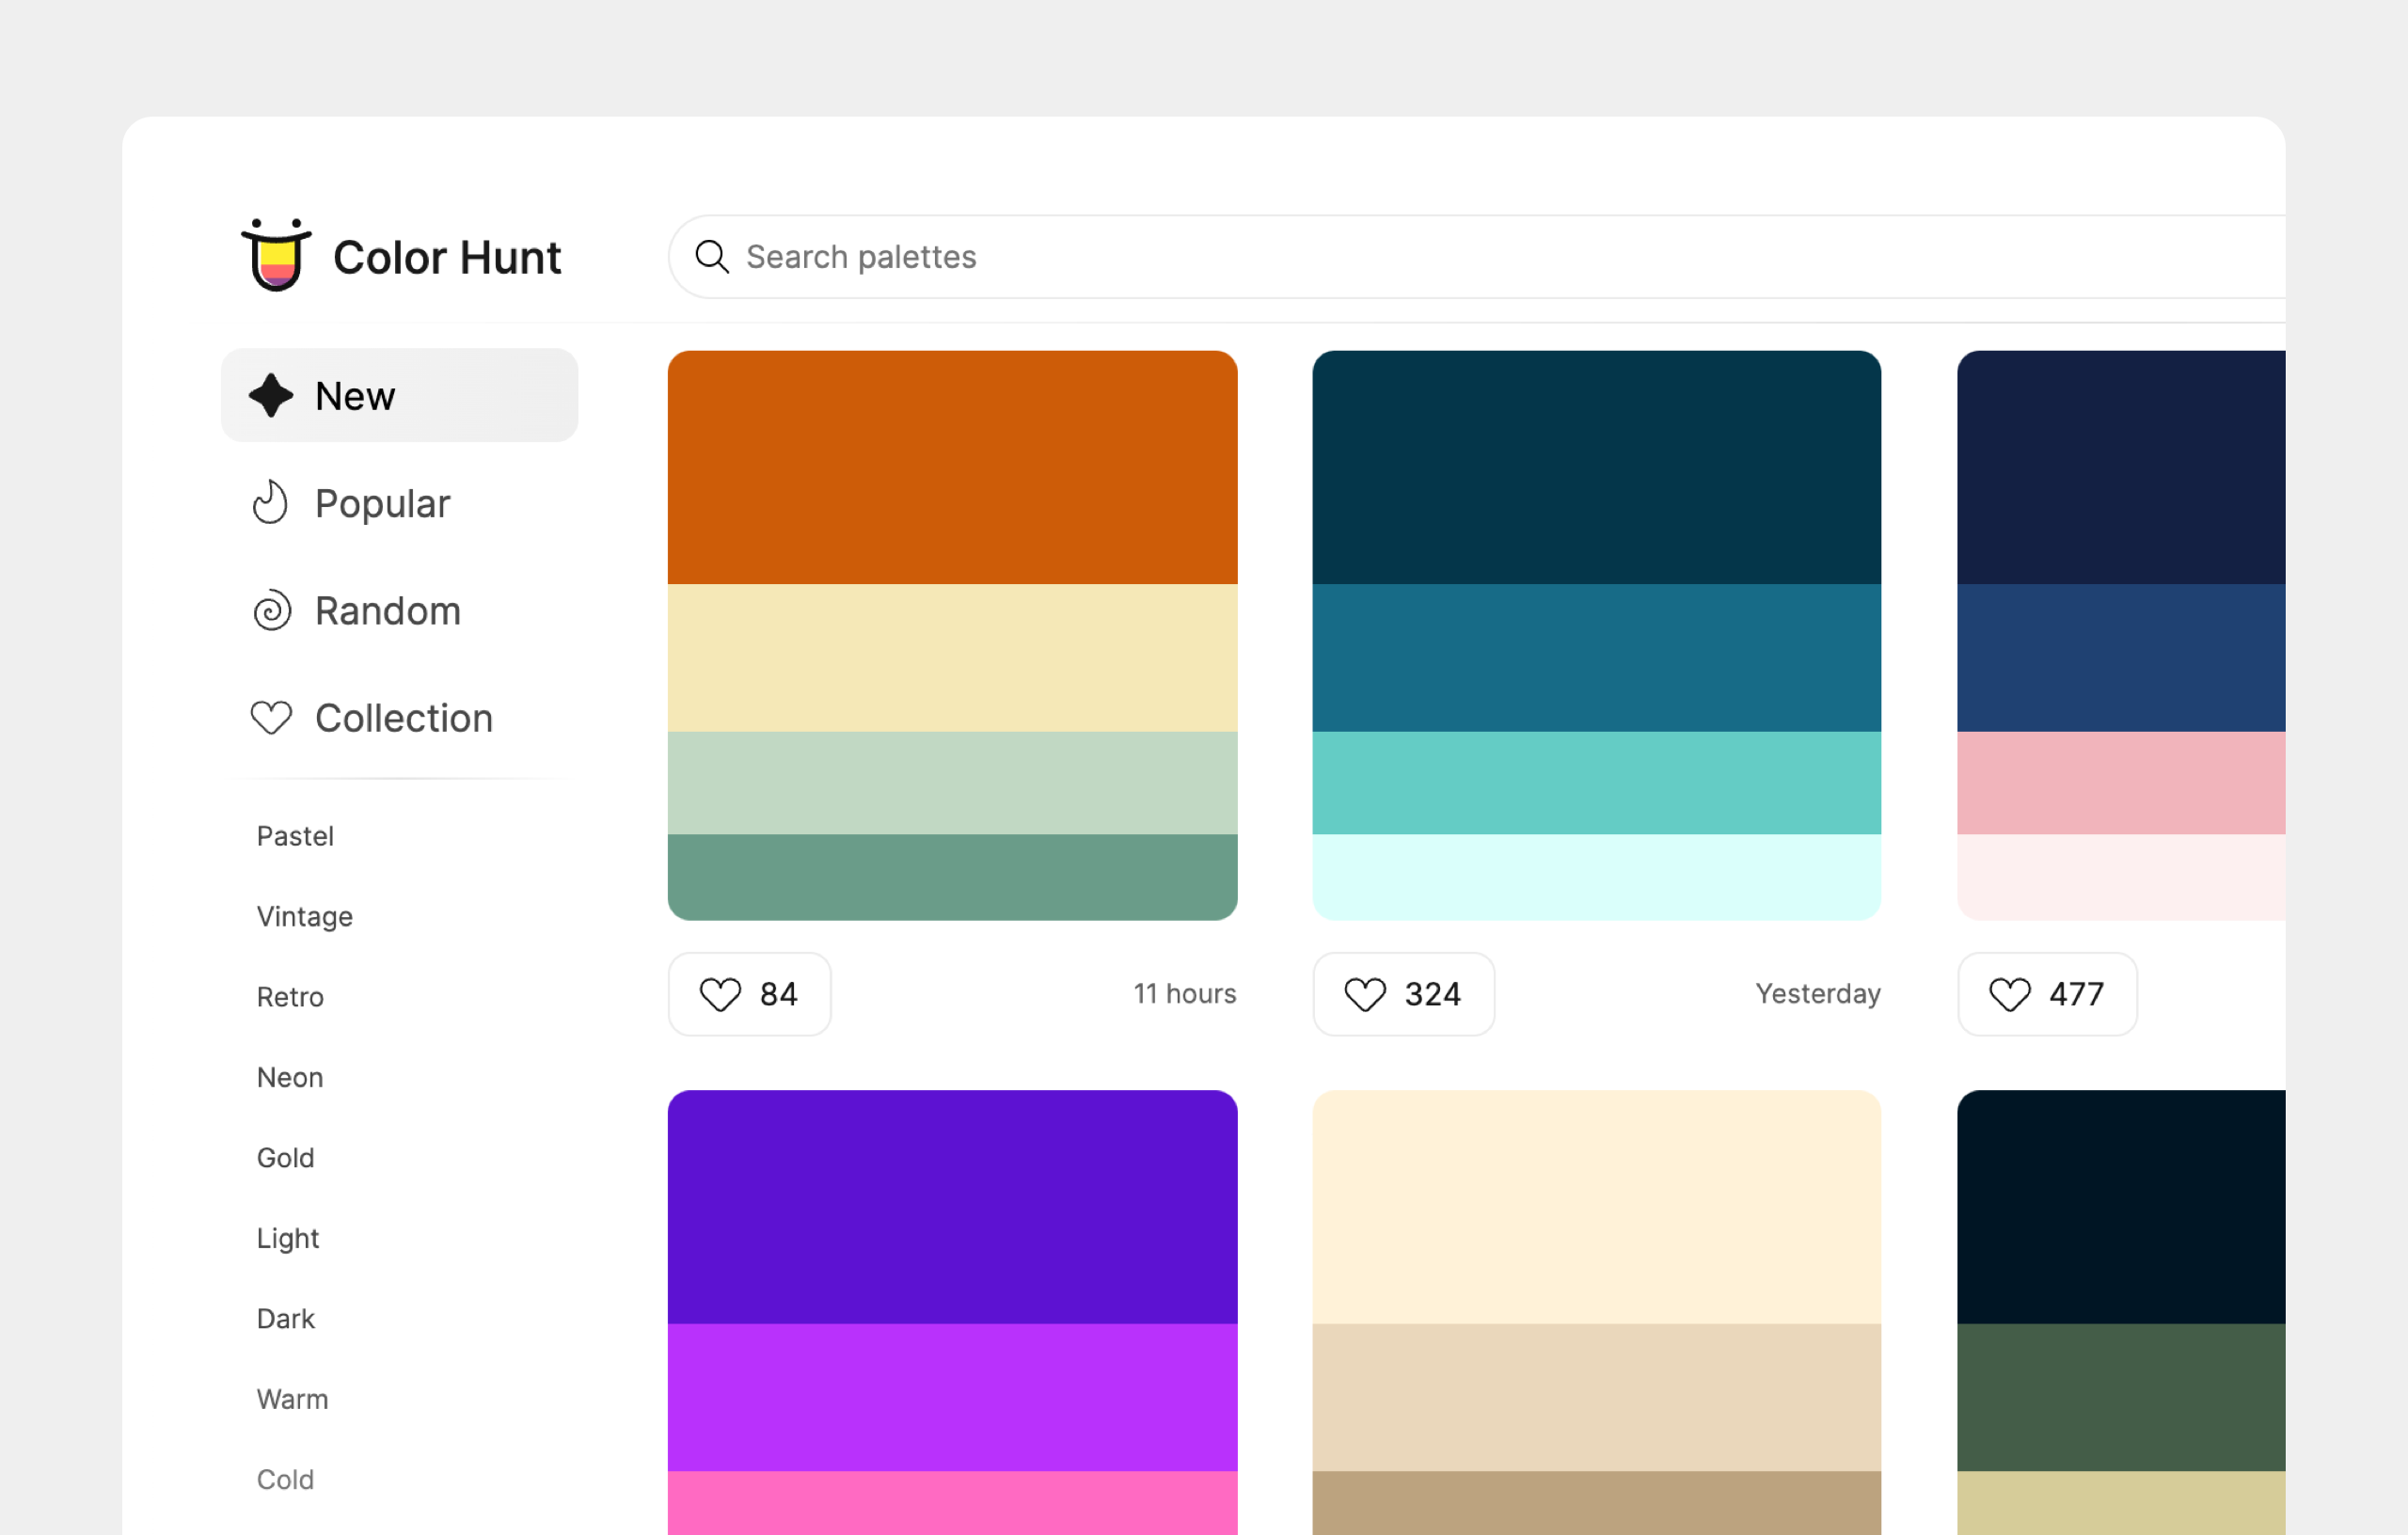 Color Hunt
Search palettes
New
Popular
Random
Collection
Pastel
Vintage
Retro
Neon
Gold
Light
Dark
Warm
Cold
84
11 hours
324
Yesterday
477